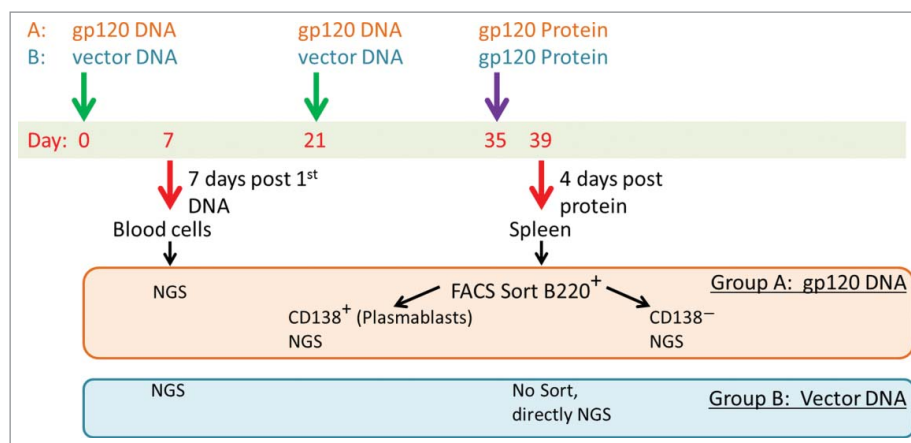 A: gp120 DNA gp120 DNA gp120 Protein
B: vector DNA vector DNA gp120 Protein
Day: 0 7 21 35 39
7 days post 1st
DNA
4 days post
protein
Blood cells Spleen
Group A: gp120 DNA
NGS FACS Sort B220+
CD138+ (Plasmablasts) CD138−
NGS NGS
NGS No Sort,
directly NGS
Group B: Vector DNA